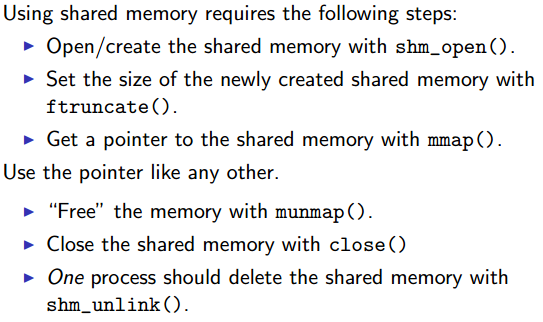 Using shared memory requires the following steps:
▶ Open/create the shared memory with shm_open().
▶ Set the size of the newly created shared memory with
ftruncate().
▶ Get a pointer to the shared memory with mmap().
Use the pointer like any other.
▶ “Free” the memory with munmap().
▶ Close the shared memory with close()
▶ One process should delete the shared memory with
shm_unlink().